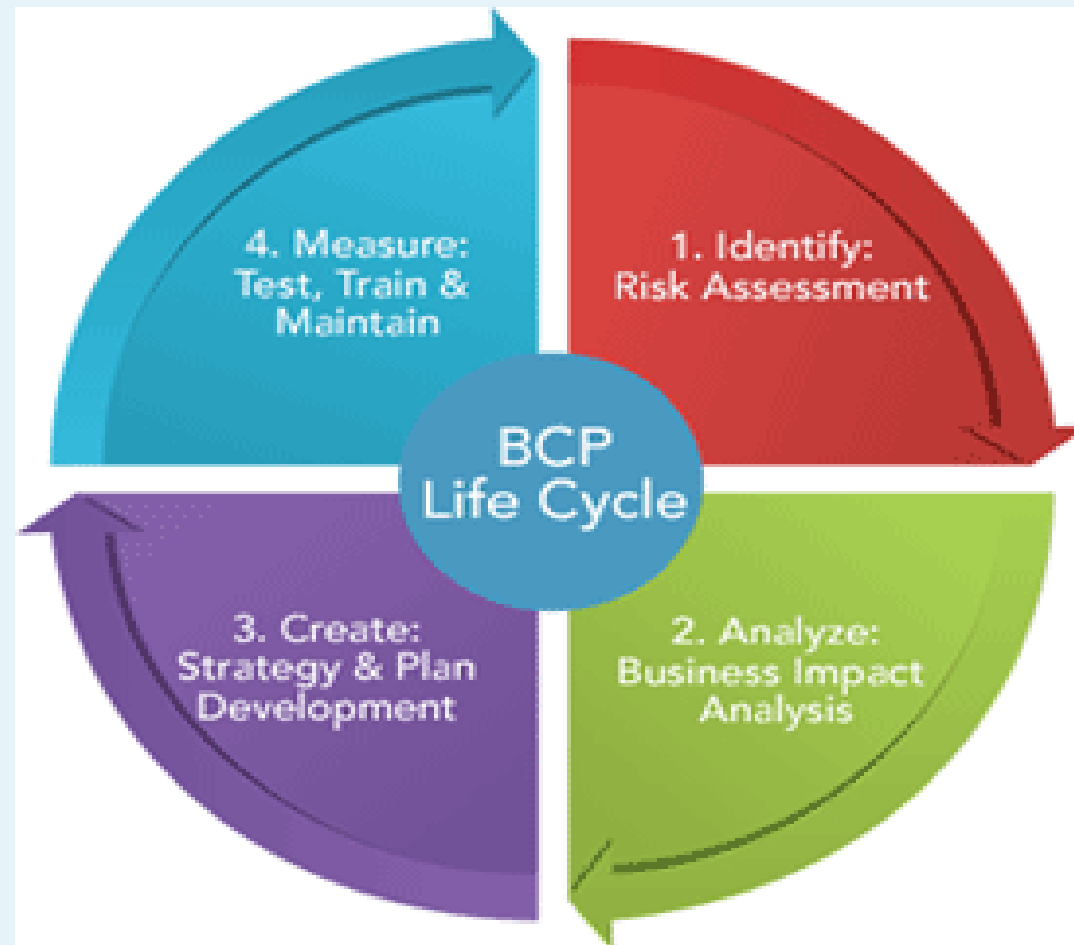 1. Identify:
Risk Assessment
2. Analyze:
Business Impact
Analysis
3. Create:
Strategy & Plan
Development
4. Measure:
Test, Train &
Maintain
BCP
Life Cycle